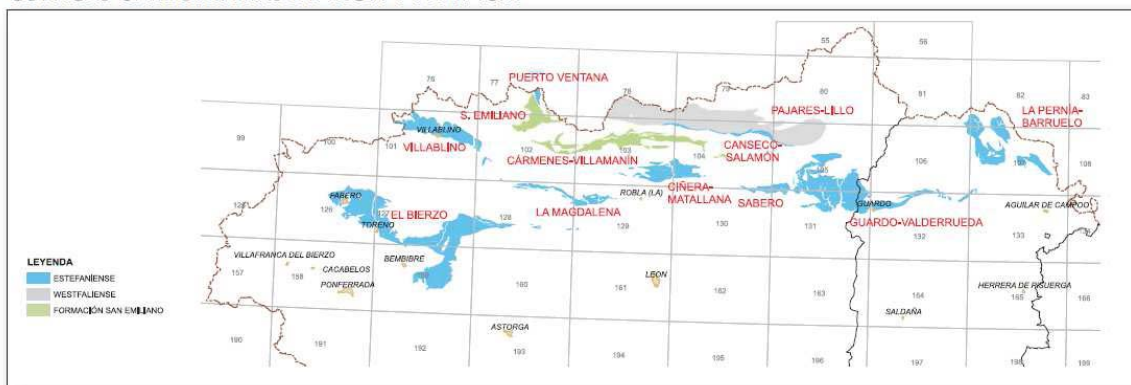 55
56
76
77
PUERTO VENTANA
78
79
80
81
82
83
PAJARES-LILLO
LA PERNIA-
BARRUELO
S. EMILIANO
99
100
101
VILLABLINO
VILLABLINO
102
103
104
CANSECO-
SALAMÓN
105
106
107
108
CÁRMENES-VILLAMANÍN
CIÑERA-
MATALLANA
ROBLA (LA)
SABERO
GUARDO
AGUILAR DE CAMPOO
FABERO
126
127
EL BIERZO
TORENO
128
LA MAGDALENA
129
130
131
GUARDO-VALDERRUEDA
132
133
LEYENDA
ESTEFANIENSE
WESTFALIENSE
FORMACIÓN SAN EMILIANO
157
VILLAFRANCA DEL BIERZO
158
CACABELOS
PONFERRADA
BEMBIBRE
160
161
LEON
162
163
164
SALDAÑA
HERRERA DE PISUERGA
165
166
190
191
192
ASTORGA
193
194
195
196
197
198
199